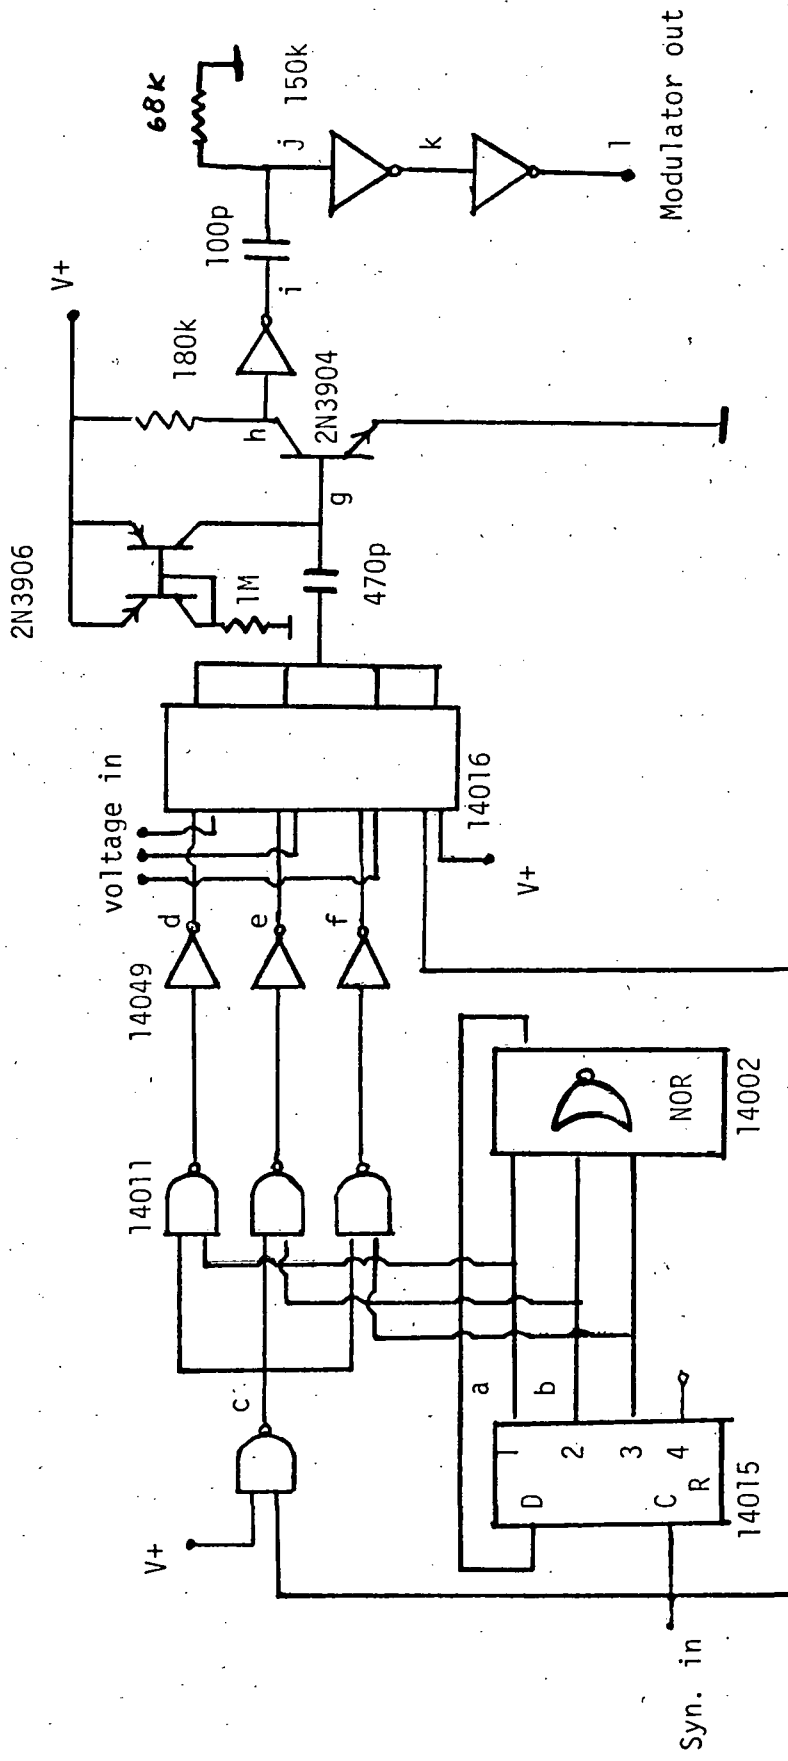 Syn. in
V+
D
C
R
1
2
3
4
14015
a
b
c
14011
NOR
14002
14049
d
e
f
voltage in
V+
14016
2N3906
1M
470p
g
h
2N3904
180k
V+
i
100p
68K
150k
j
k
l
Modulator out